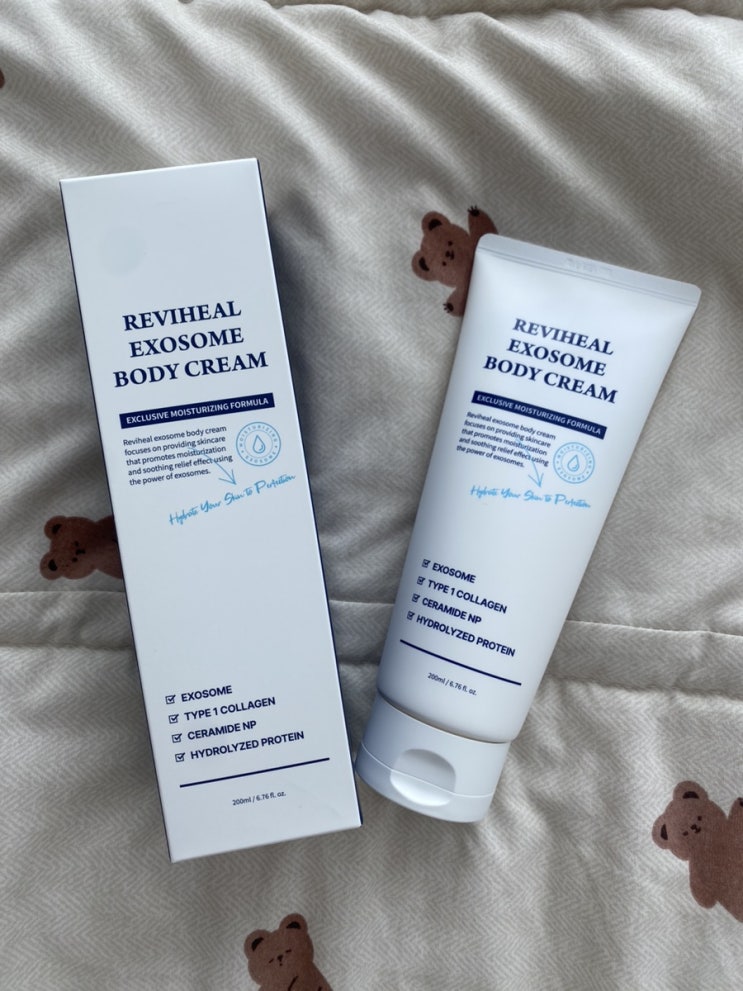 REVIHEAL
EXOSOME
BODY CREAM
EXCLUSIVE MOISTURIZING FORMULA
Reviheal exosome body cream
focuses on providing skincare
that promotes moisturization
and soothing relief effect using
the power of exosomes.
MOISTURIZING
EXOSOME
Hydrate Your Skin to Perfection
EXOSOME
TYPE 1 COLLAGEN
CERAMIDE NP
HYDROLYZED PROTEIN
200ml / 6.76 fl. oz.
REVIHEAL
EXOSOME
BODY CREAM
EXCLUSIVE MOISTURIZING FORMULA
Reviheal exosome body cream
focuses on providing skincare
that promotes moisturization
and soothing relief effect using
the power of exosomes.
MOISTURIZING
EXOSOME
Hydrate Your Skin to Perfection
EXOSOME
TYPE 1 COLLAGEN
CERAMIDE NP
HYDROLYZED PROTEIN
200ml / 6.76 fl. oz.